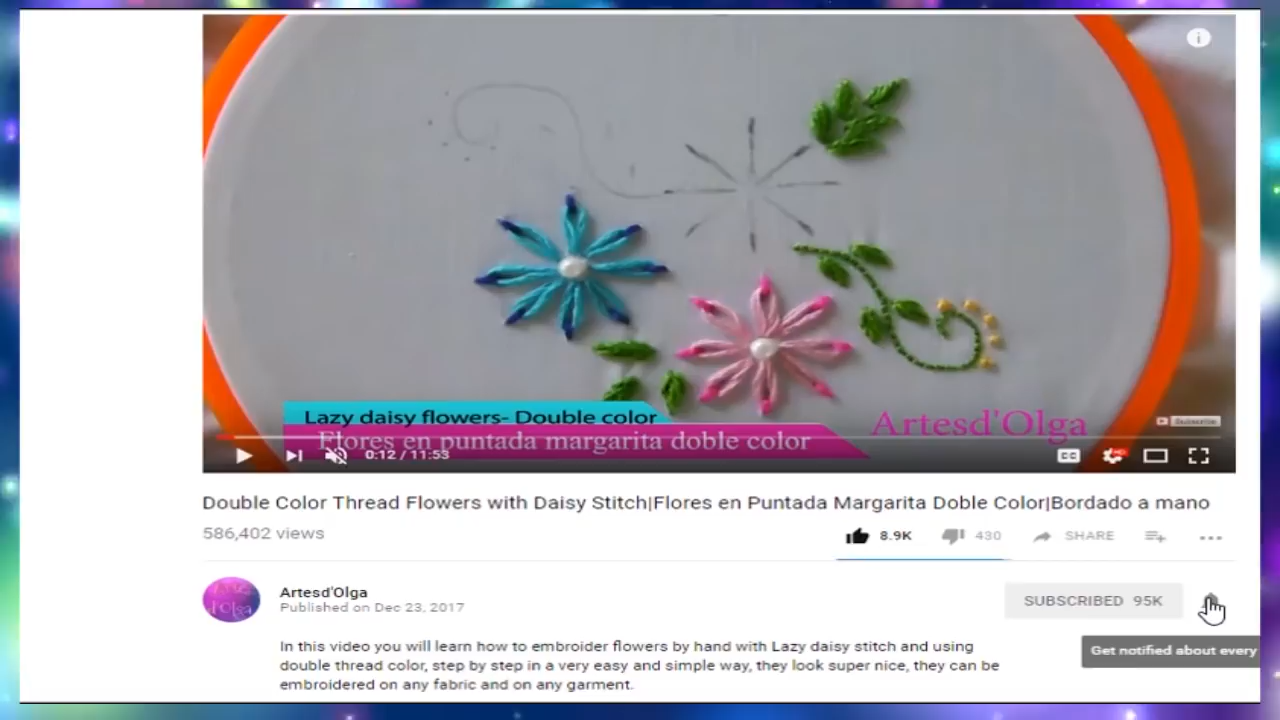 Lazy daisy flowers- Double color
Flores en puntada margarita doble color
Artesd'Olga
Subscribe
0:12 / 11:53
CC
HD
Double Color Thread Flowers with Daisy Stitch|Flores en Puntada Margarita Doble Color|Bordado a mano
586,402 views
8.9K
430
SHARE
Artes d'Olga
Artesd'Olga
Published on Dec 23, 2017
SUBSCRIBED 95K
Get notified about every
In this video you will learn how to embroider flowers by hand with Lazy daisy stitch and using
double thread color, step by step in a very easy and simple way, they look super nice, they can be
embroidered on any fabric and on any garment.